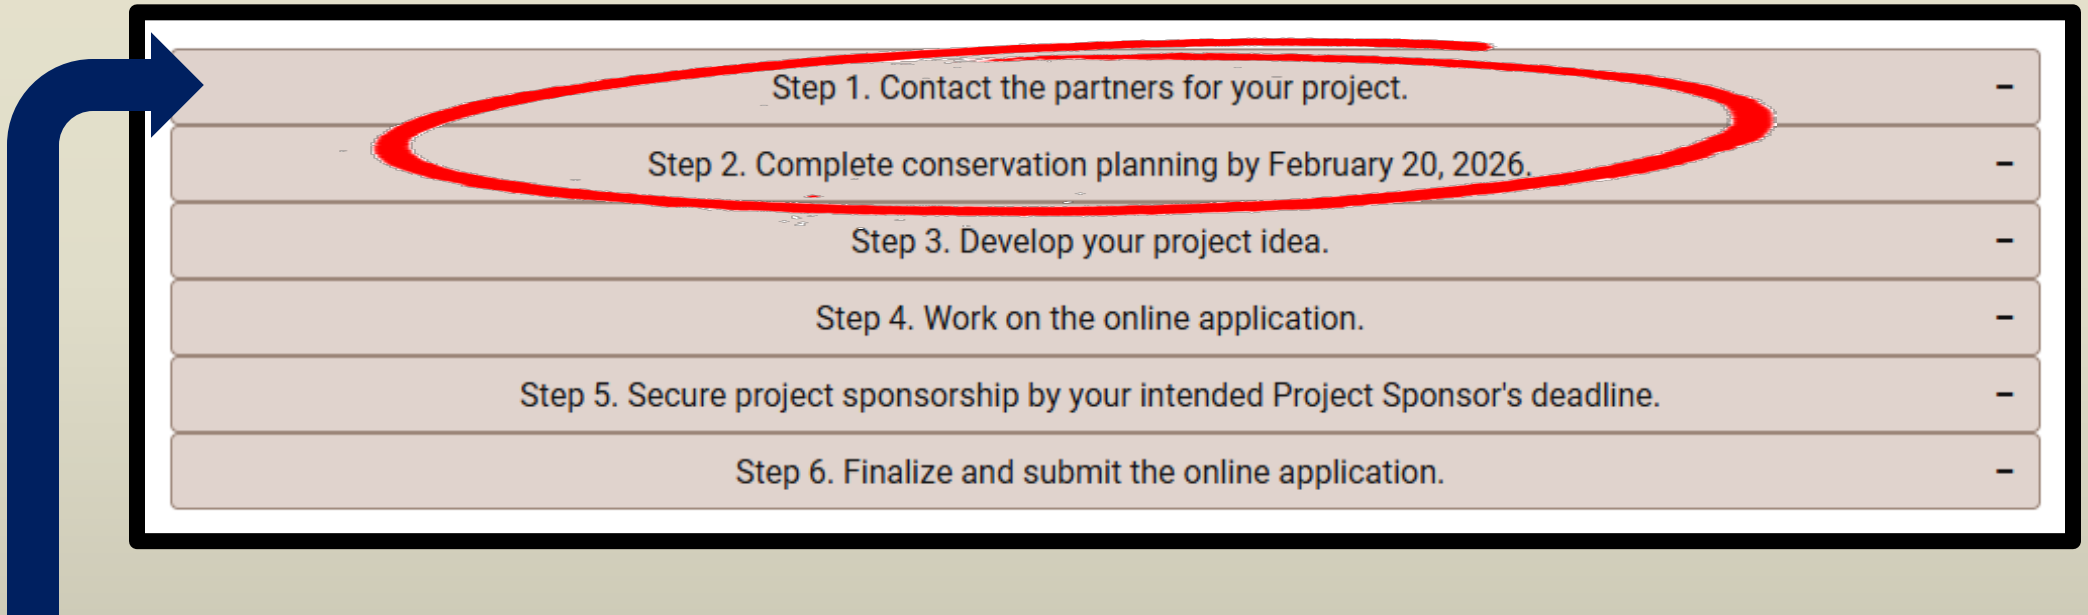 Step 1. Contact the partners for your project.
Step 2. Complete conservation planning by February 20, 2026.
Step 3. Develop your project idea.
Step 4. Work on the online application.
Step 5. Secure project sponsorship by your intended Project Sponsor's deadline.
Step 6. Finalize and submit the online application.